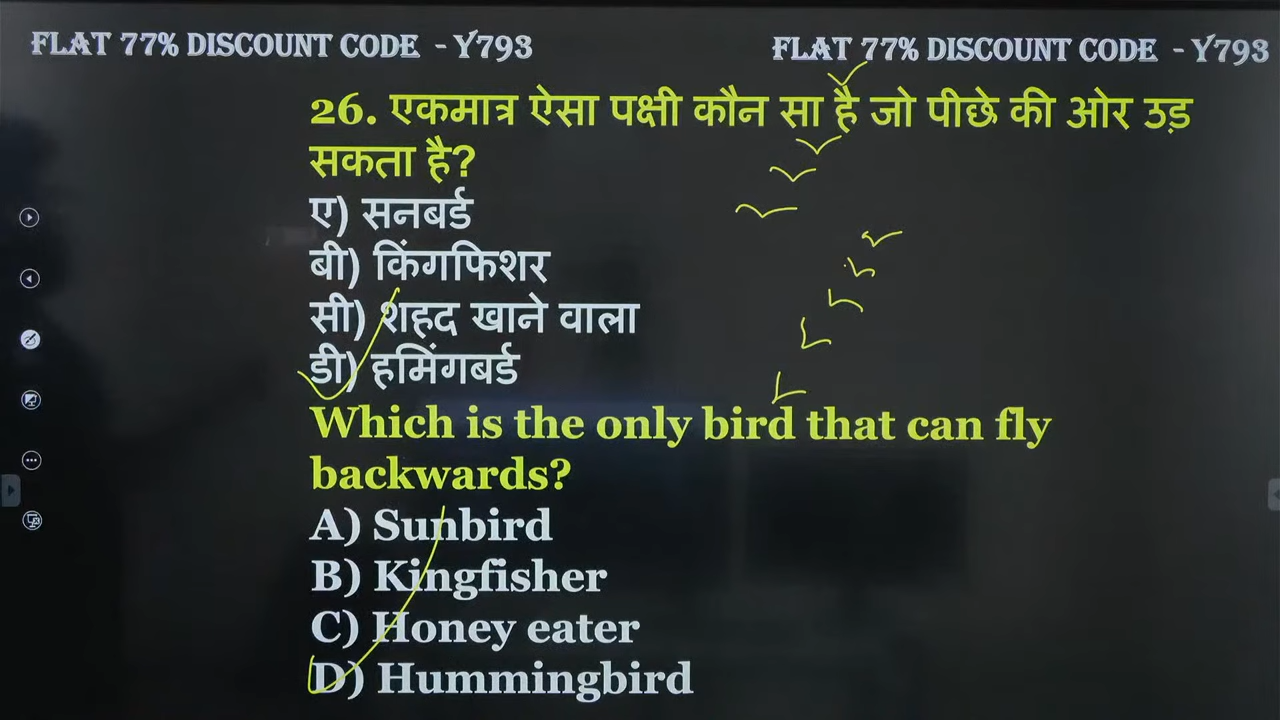 FLAT 77% DISCOUNT CODE - Y793
FLAT 77% DISCOUNT CODE - Y793
26. एकमात्र ऐसा पक्षी कौन सा है जो पीछे की ओर उड़
सकता है?
ए) सनबर्ड
बी) किंगफिशर
सी) शहद खाने वाला
डी) हमिंगबर्ड
Which is the only bird that can fly
backwards?
A) Sunbird
B) Kingfisher
C) Honey eater
D) Hummingbird